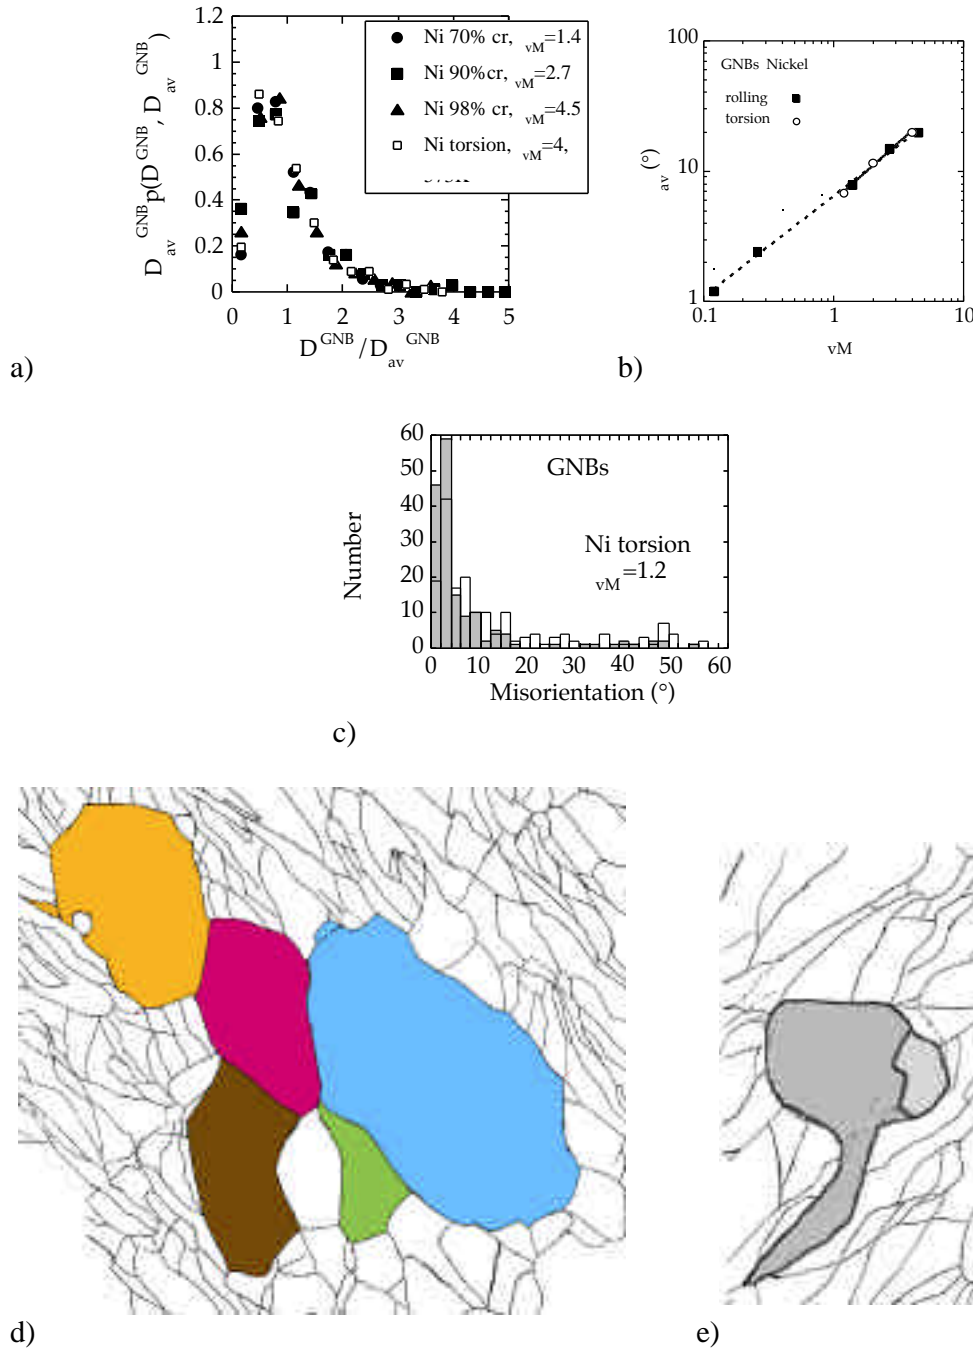 1.2
1
0.8
0.6
0.4
0.2
0
0 1 2 3 4 5
D_av^GNB p(D^GNB, D_av^GNB)
D^GNB/D_av^GNB
Ni 70% cr, vM=1.4
Ni 90%cr, vM=2.7
Ni 98% cr, vM=4.5
Ni torsion, vM=4,
a)
100
10
1
0.1 1 10
av (°)
GNBs Nickel
rolling
torsion
vM
b)
60
50
40
30
20
10
0
0 10 20 30 40 50 60
Number
GNBs
Ni torsion
vM=1.2
Misorientation (°)
c)
d)
e)